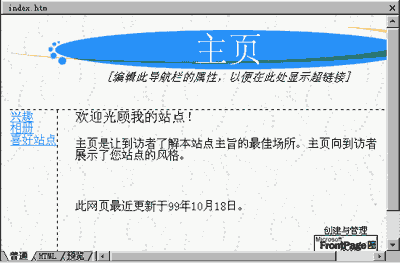 index.htm
主页
[编辑此导航栏的属性，以便在此处显示超链接]
兴趣
相册
喜好站点
欢迎光顾我的站点！
主页是让到访者了解本站点主旨的最佳场所。主页向到访者
展示了您站点的风格。
此网页最近更新于99年10月18日。
创建与管理
Microsoft
FrontPage
普通 HTML 预览